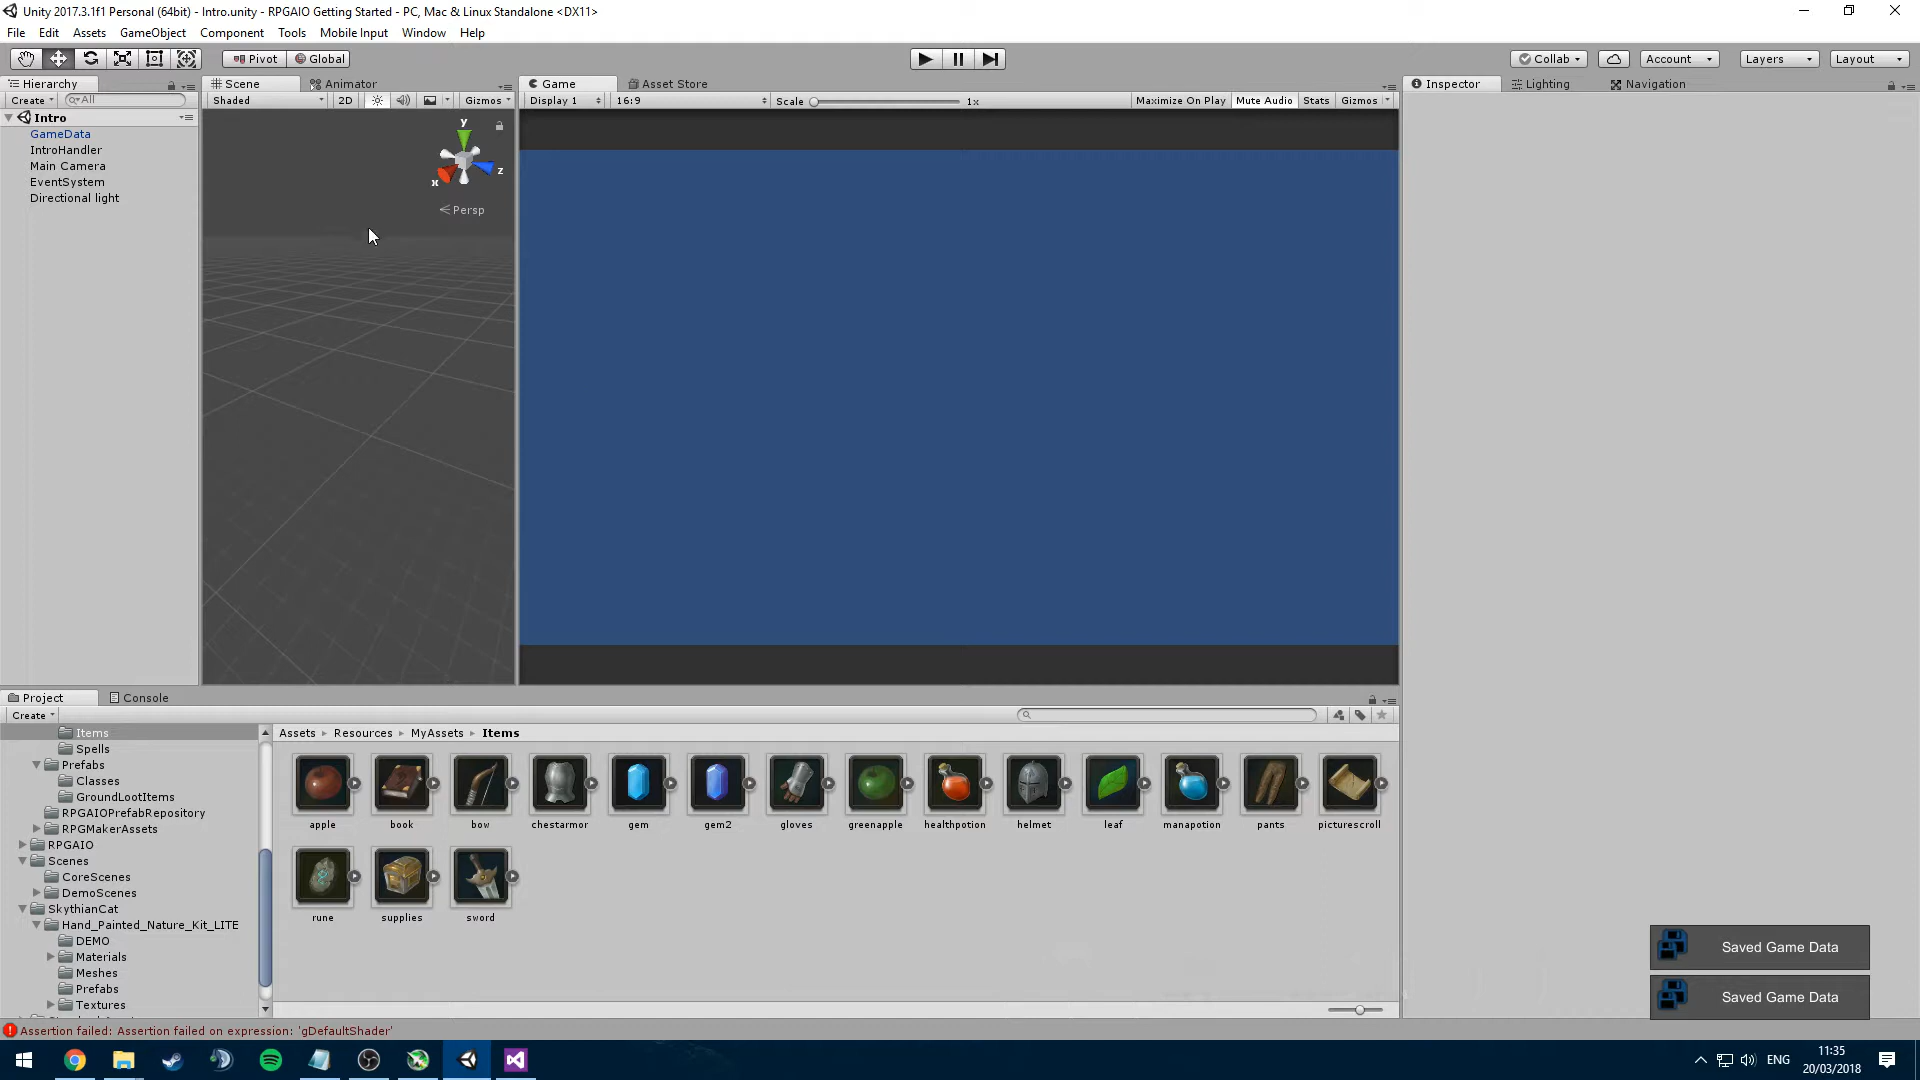 Unity 2017.3.1f1 Personal (64bit) - Intro.unity - RPGAIO Getting Started - PC, Mac & Linux Standalone <DX11>
File Edit Assets GameObject Component Tools Mobile Input Window Help
Pivot Global Collab Account Layers Layout
Hierarchy Scene Animator Game Asset Store Inspector Lighting Navigation
Create All Shaded 2D Gizmos Display 1 16:9 Scale 1x Maximize On Play Mute Audio Stats Gizmos
Intro
GameData
IntroHandler
Main Camera
EventSystem
Directional light
y
z
x
Persp
Project Console
Create
Items
Spells
Prefabs
Classes
GroundLootItems
RPGAIOPrefabRepository
RPGMakerAssets
RPGAIO
Scenes
CoreScenes
DemoScenes
SkythianCat
Hand_Painted_Nature_Kit_LITE
DEMO
Materials
Meshes
Prefabs
Textures
Assets Resources MyAssets Items
apple book bow chestarmor gem gem2 gloves greenapple healthpotion helmet leaf manapotion pants picturescroll
rune supplies sword
Saved Game Data
Saved Game Data
Assertion failed: Assertion failed on expression: 'gDefaultShader'
ENG
11:35
20/03/2018